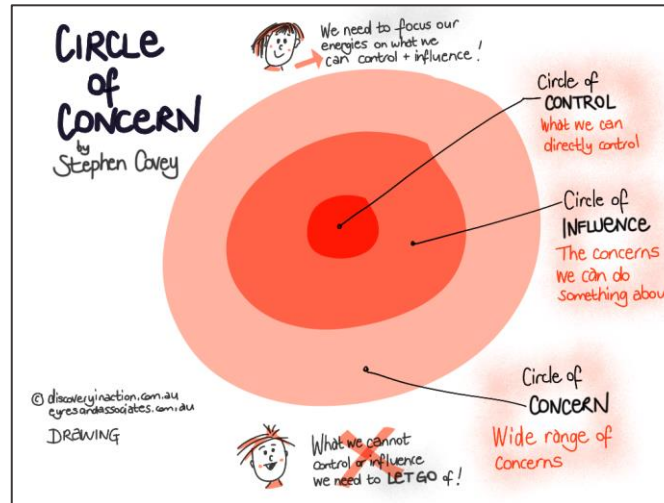 CIRCLE
OF
CONCERN
by
Stephen Covey
We need to focus our
energies on what we
can control + influence!
Circle of
CONTROL
What we can
directly control
Circle of
INFLUENCE
The concerns
we can do
something abou
Circle of
CONCERN
Wide range of
concerns
© discoveryinaction.com.au
eyresandassociates.com.au
DRAWING
What we cannot
control or influence
we need to LET GO of!